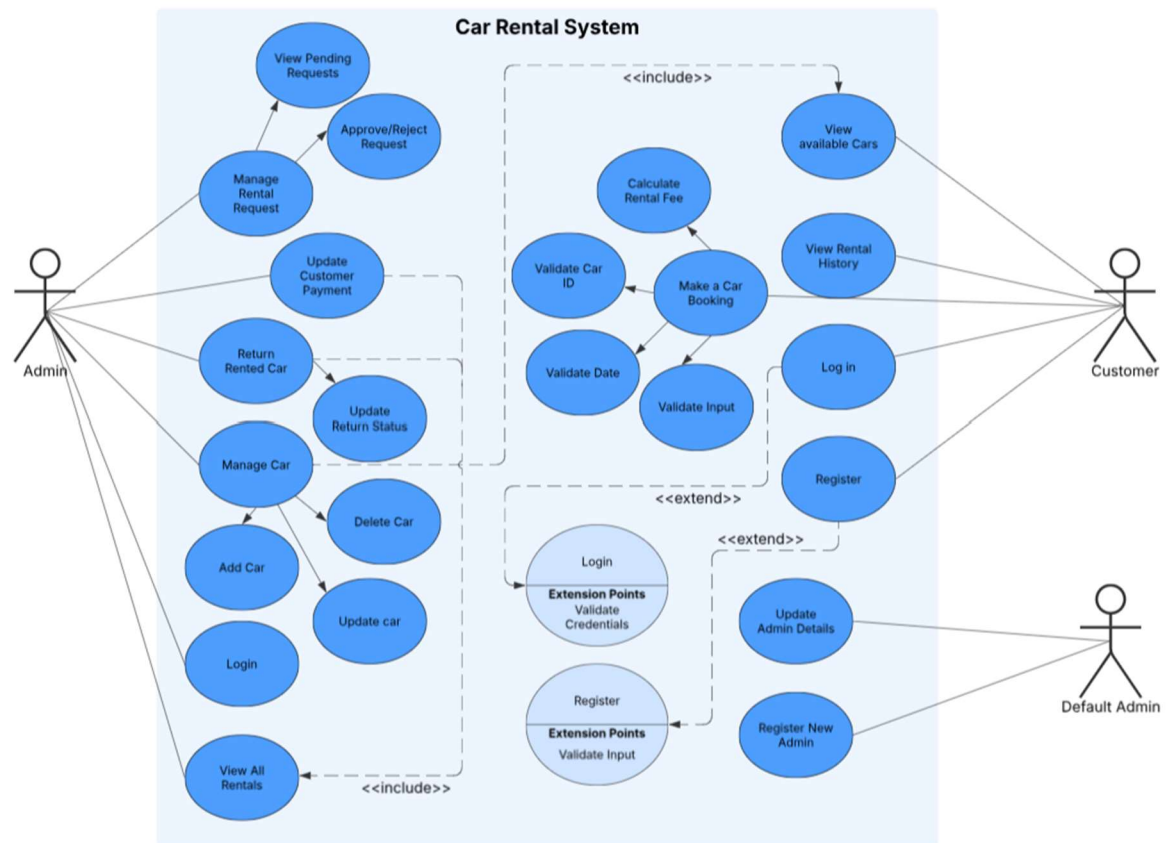 Car Rental System
View Pending
Requests
<<include>>
Approve/Reject
Request
View
available Cars
Manage
Rental
Request
Calculate
Rental Fee
Update
Customer
Payment
Validate Car
ID
Make a Car
Booking
View Rental
History
Admin
Return
Rented Car
Validate Date
Log in
Customer
Update
Return Status
Validate Input
Manage Car
Register
<<extend>>
Delete Car
<<extend>>
Add Car
Login
Extension Points
Validate
Credentials
Update car
Update
Admin Details
Login
Register
Extension Points
Validate Input
Register New
Admin
Default Admin
View All
Rentals
<<include>>